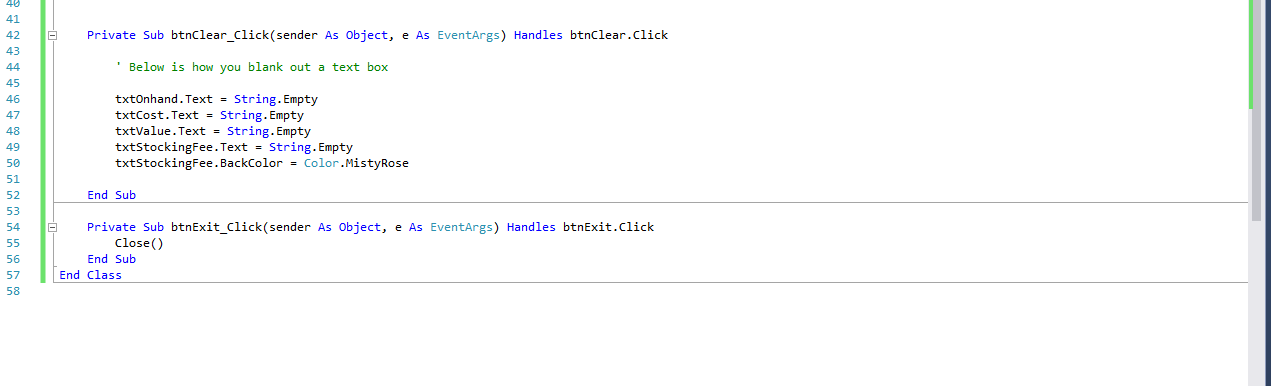 40
41
42 Private Sub btnClear_Click(sender As Object, e As EventArgs) Handles btnClear.Click
43
44 ' Below is how you blank out a text box
45
46 txtOnhand.Text = String.Empty
47 txtCost.Text = String.Empty
48 txtValue.Text = String.Empty
49 txtStockingFee.Text = String.Empty
50 txtStockingFee.BackColor = Color.MistyRose
51
52 End Sub
53
54 Private Sub btnExit_Click(sender As Object, e As EventArgs) Handles btnExit.Click
55 Close()
56 End Sub
57 End Class
58